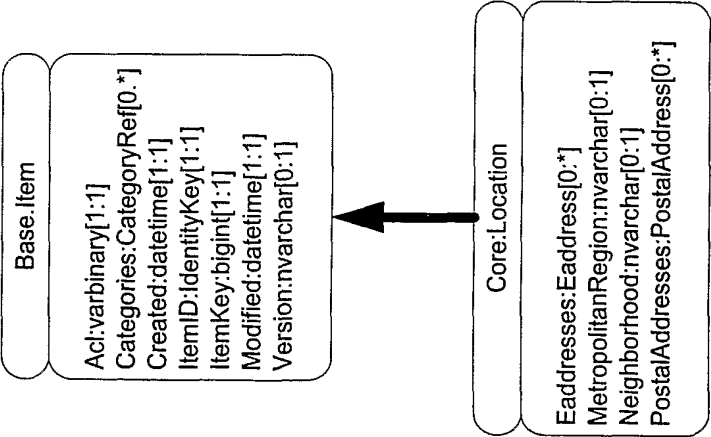 Base.Item
Acl:varbinary[1:1]
Categories:CategoryRef[0.*]
Created:datetime[1:1]
ItemID:IdentityKey[1:1]
ItemKey:bigint[1:1]
Modified:datetime[1:1]
Version:nvarchar[0:1]
Core:Location
Eaddresses:Eaddress[0:*]
MetropolitanRegion:nvarchar[0:1]
Neighborhood:nvarchar[0:1]
PostalAddresses:PostalAddress[0:*]